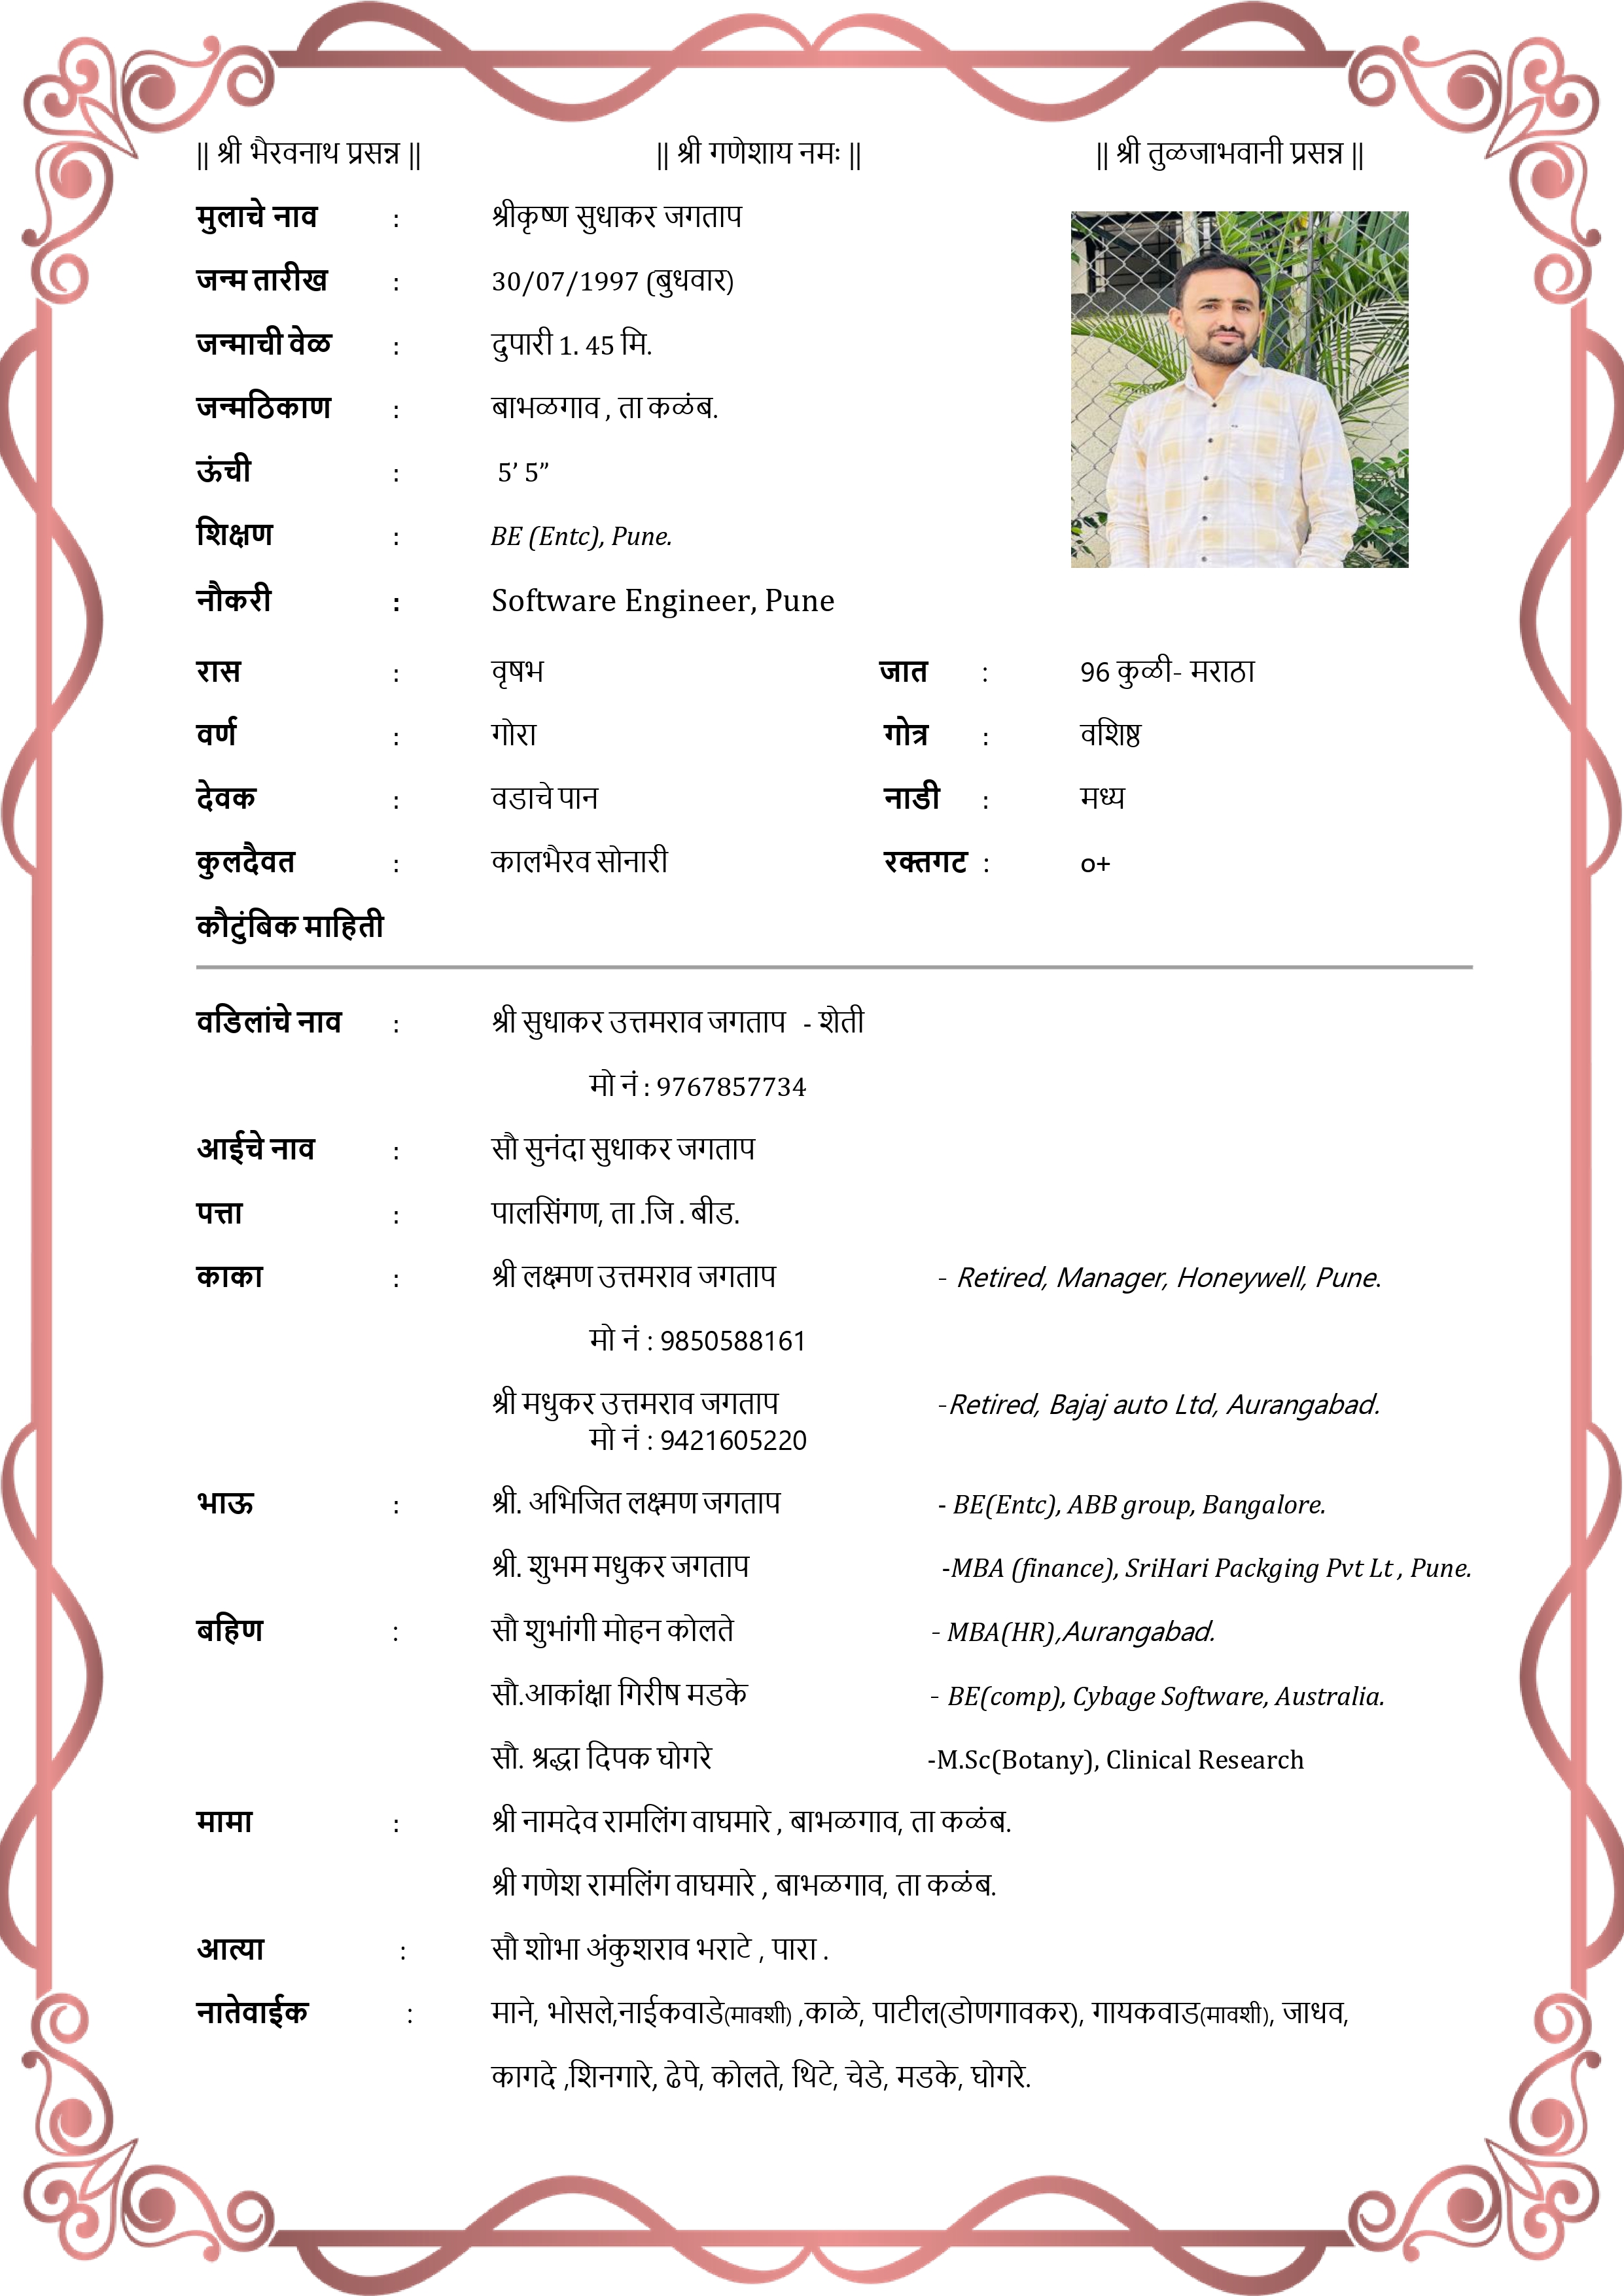 || श्री भैरवनाथ प्रसन्न || || श्री गणेशाय नमः || || श्री तुळजाभवानी प्रसन्न ||
मुलाचे नाव : श्रीकृष्ण सुधाकर जगताप
जन्म तारीख : 30/07/1997 (बुधवार)
जन्माची वेळ : दुपारी 1. 45 मि.
जन्मठिकाण : बाभळगाव , ता कळंब.
ऊंची : 5’ 5”
शिक्षण : BE (Entc), Pune.
नौकरी : Software Engineer, Pune
रास : वृषभ जात : 96 कुळी- मराठा
वर्ण : गोरा गोत्र : वशिष्ठ
देवक : वडाचे पान नाडी : मध्य
कुलदैवत : कालभैरव सोनारी रक्तगट : o+
कौटुंबिक माहिती
वडिलांचे नाव : श्री सुधाकर उत्तमराव जगताप - शेती
मो नं : 9767857734
आईचे नाव : सौ सुनंदा सुधाकर जगताप
पत्ता : पालसिंगण, ता .जि . बीड.
काका : श्री लक्ष्मण उत्तमराव जगताप - Retired, Manager, Honeywell, Pune.
मो नं : 9850588161
श्री मधुकर उत्तमराव जगताप -Retired, Bajaj auto Ltd, Aurangabad.
मो नं : 9421605220
भाऊ : श्री. अभिजित लक्ष्मण जगताप - BE(Entc), ABB group, Bangalore.
श्री. शुभम मधुकर जगताप -MBA (finance), SriHari Packging Pvt Lt , Pune.
बहिण : सौ शुभांगी मोहन कोलते - MBA(HR),Aurangabad.
सौ.आकांक्षा गिरीष मडके - BE(comp), Cybage Software, Australia.
सौ. श्रद्धा दिपक घोगरे -M.Sc(Botany), Clinical Research
मामा : श्री नामदेव रामलिंग वाघमारे , बाभळगाव, ता कळंब.
श्री गणेश रामलिंग वाघमारे , बाभळगाव, ता कळंब.
आत्या : सौ शोभा अंकुशराव भराटे , पारा .
नातेवाईक : माने, भोसले,नाईकवाडे(मावशी) ,काळे, पाटील(डोणगावकर), गायकवाड(मावशी), जाधव,
कागदे ,शिनगारे, ढेपे, कोलते, थिटे, चेडे, मडके, घोगरे.